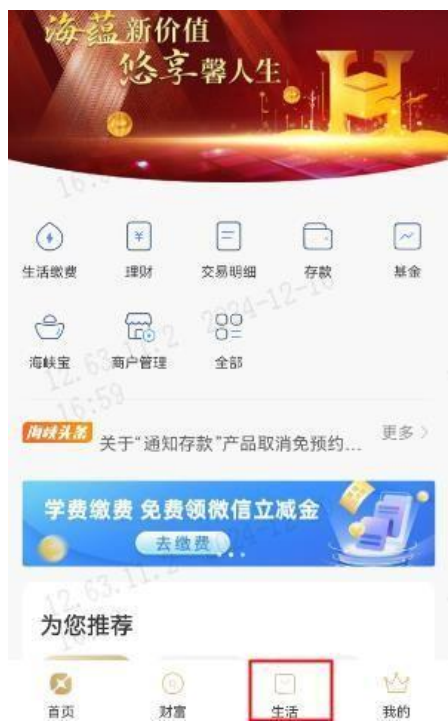 海蕴新价值
悠享馨人生
生活缴费 理财 交易明细 存款 基金
海峡宝 商户管理 全部
海峡头条 关于“通知存款”产品取消免预约... 更多
学费缴费 免费领微信立减金
去缴费
为您推荐
首页 财富 生活 我的